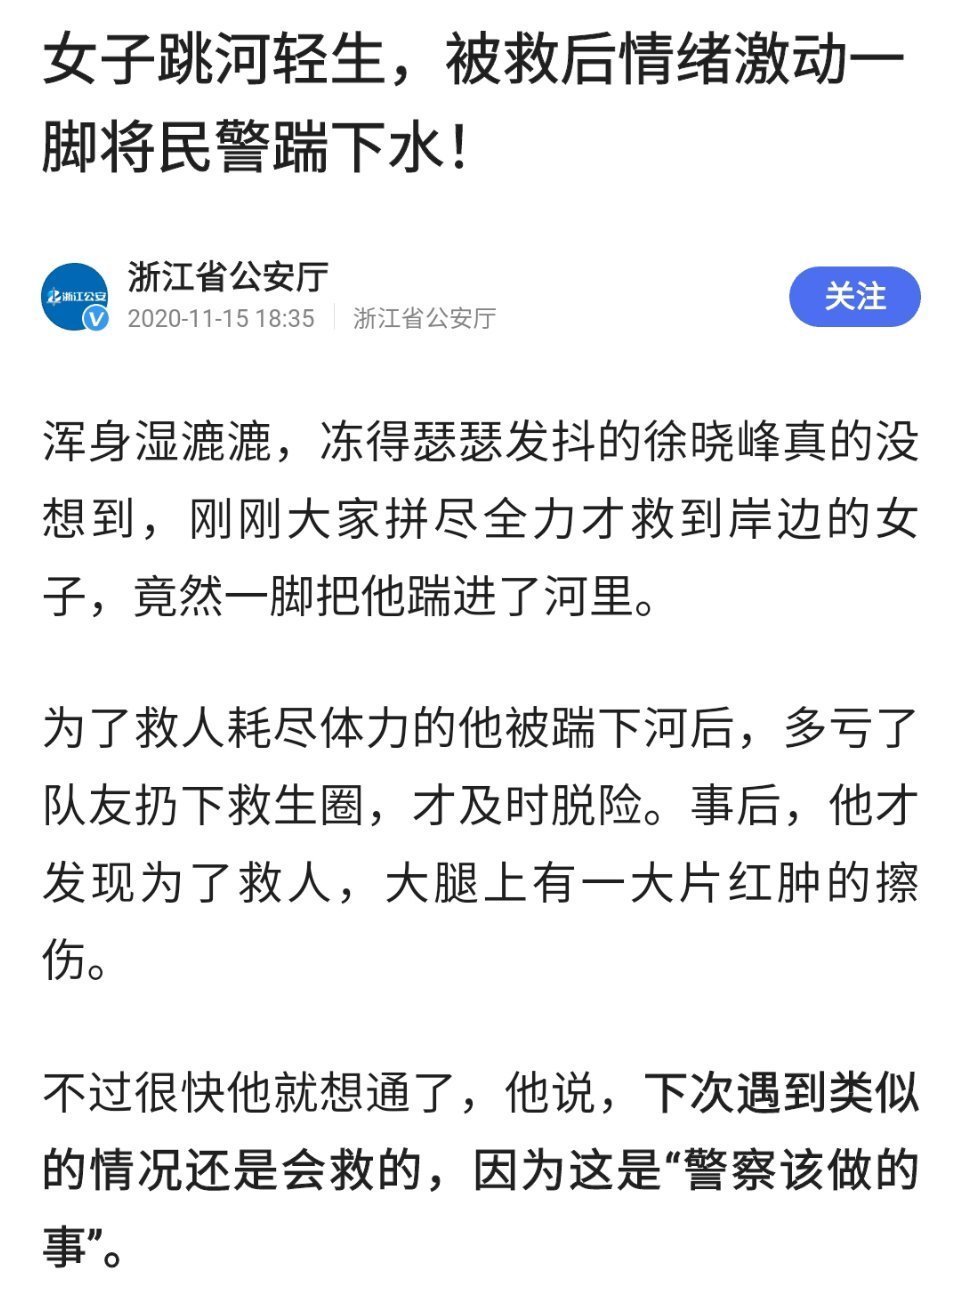 女子跳河轻生，被救后情绪激动一
脚将民警踹下水！
浙江省公安厅
浙江公安
V
2020-11-15 18:35 浙江省公安厅
关注
浑身湿漉漉，冻得瑟瑟发抖的徐晓峰真的没
想到，刚刚大家拼尽全力才救到岸边的女
子，竟然一脚把他踹进了河里。
为了救人耗尽体力的他被踹下河后，多亏了
队友扔下救生圈，才及时脱险。事后，他才
发现为了救人，大腿上有一大片红肿的擦
伤。
不过很快他就想通了，他说，下次遇到类似
的情况还是会救的，因为这是“警察该做的
事”。